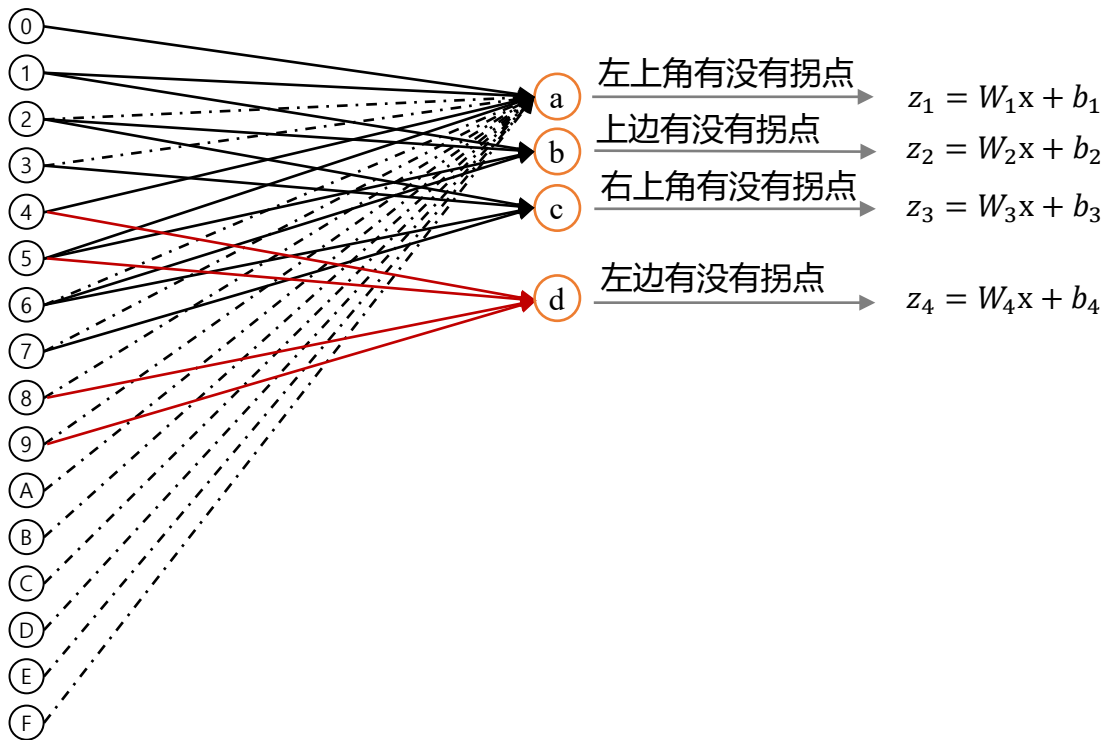 0
1
2
3
4
5
6
7
8
9
A
B
C
D
E
F
a
左上角有没有拐点
z₁ = W₁x + b₁
b
上边有没有拐点
z₂ = W₂x + b₂
c
右上角有没有拐点
z₃ = W₃x + b₃
d
左边有没有拐点
z₄ = W₄x + b₄